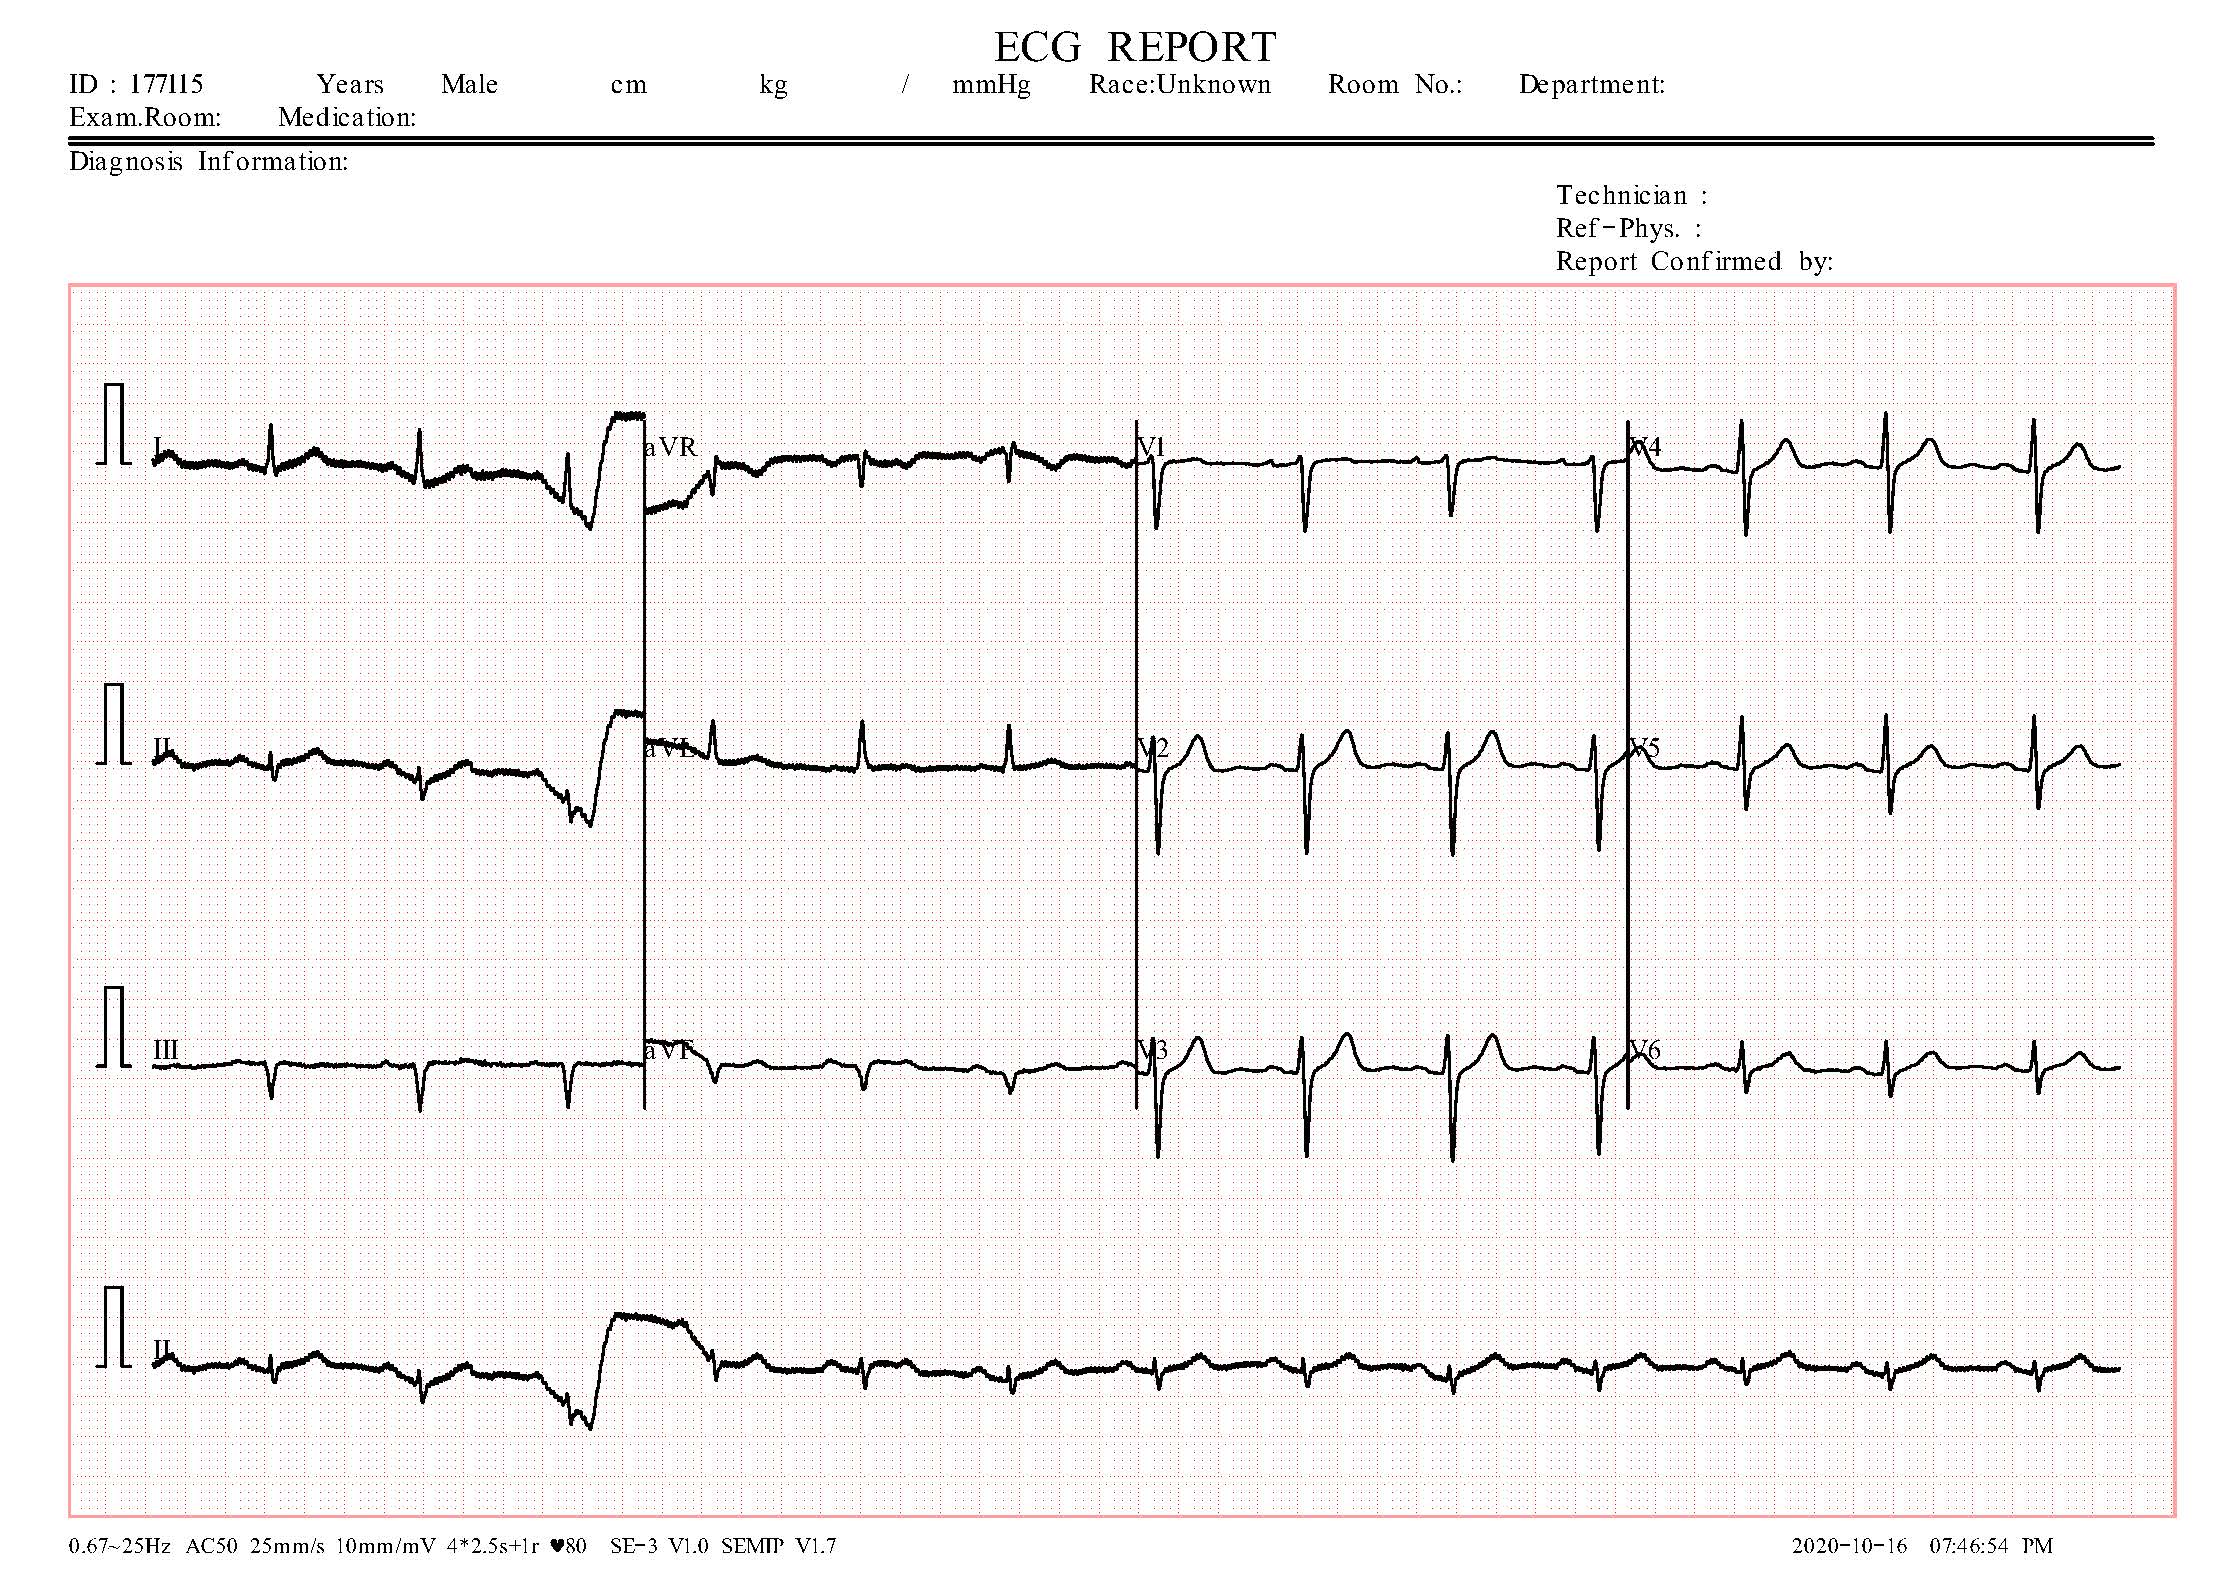 ECG REPORT
ID : 177115 Years Male cm kg / mmHg Race:Unknown Room No.: Department:
Exam.Room: Medication:
Diagnosis Information:
Technician :
Ref-Phys. :
Report Confirmed by:
I aVR V1 V4
II aVL V2 V5
III aVF V3 V6
II
0.67~25Hz AC50 25mm/s 10mm/mV 4*2.5s+1r ♥80 SE-3 V1.0 SEMIP V1.7 2020-10-16 07:46:54 PM